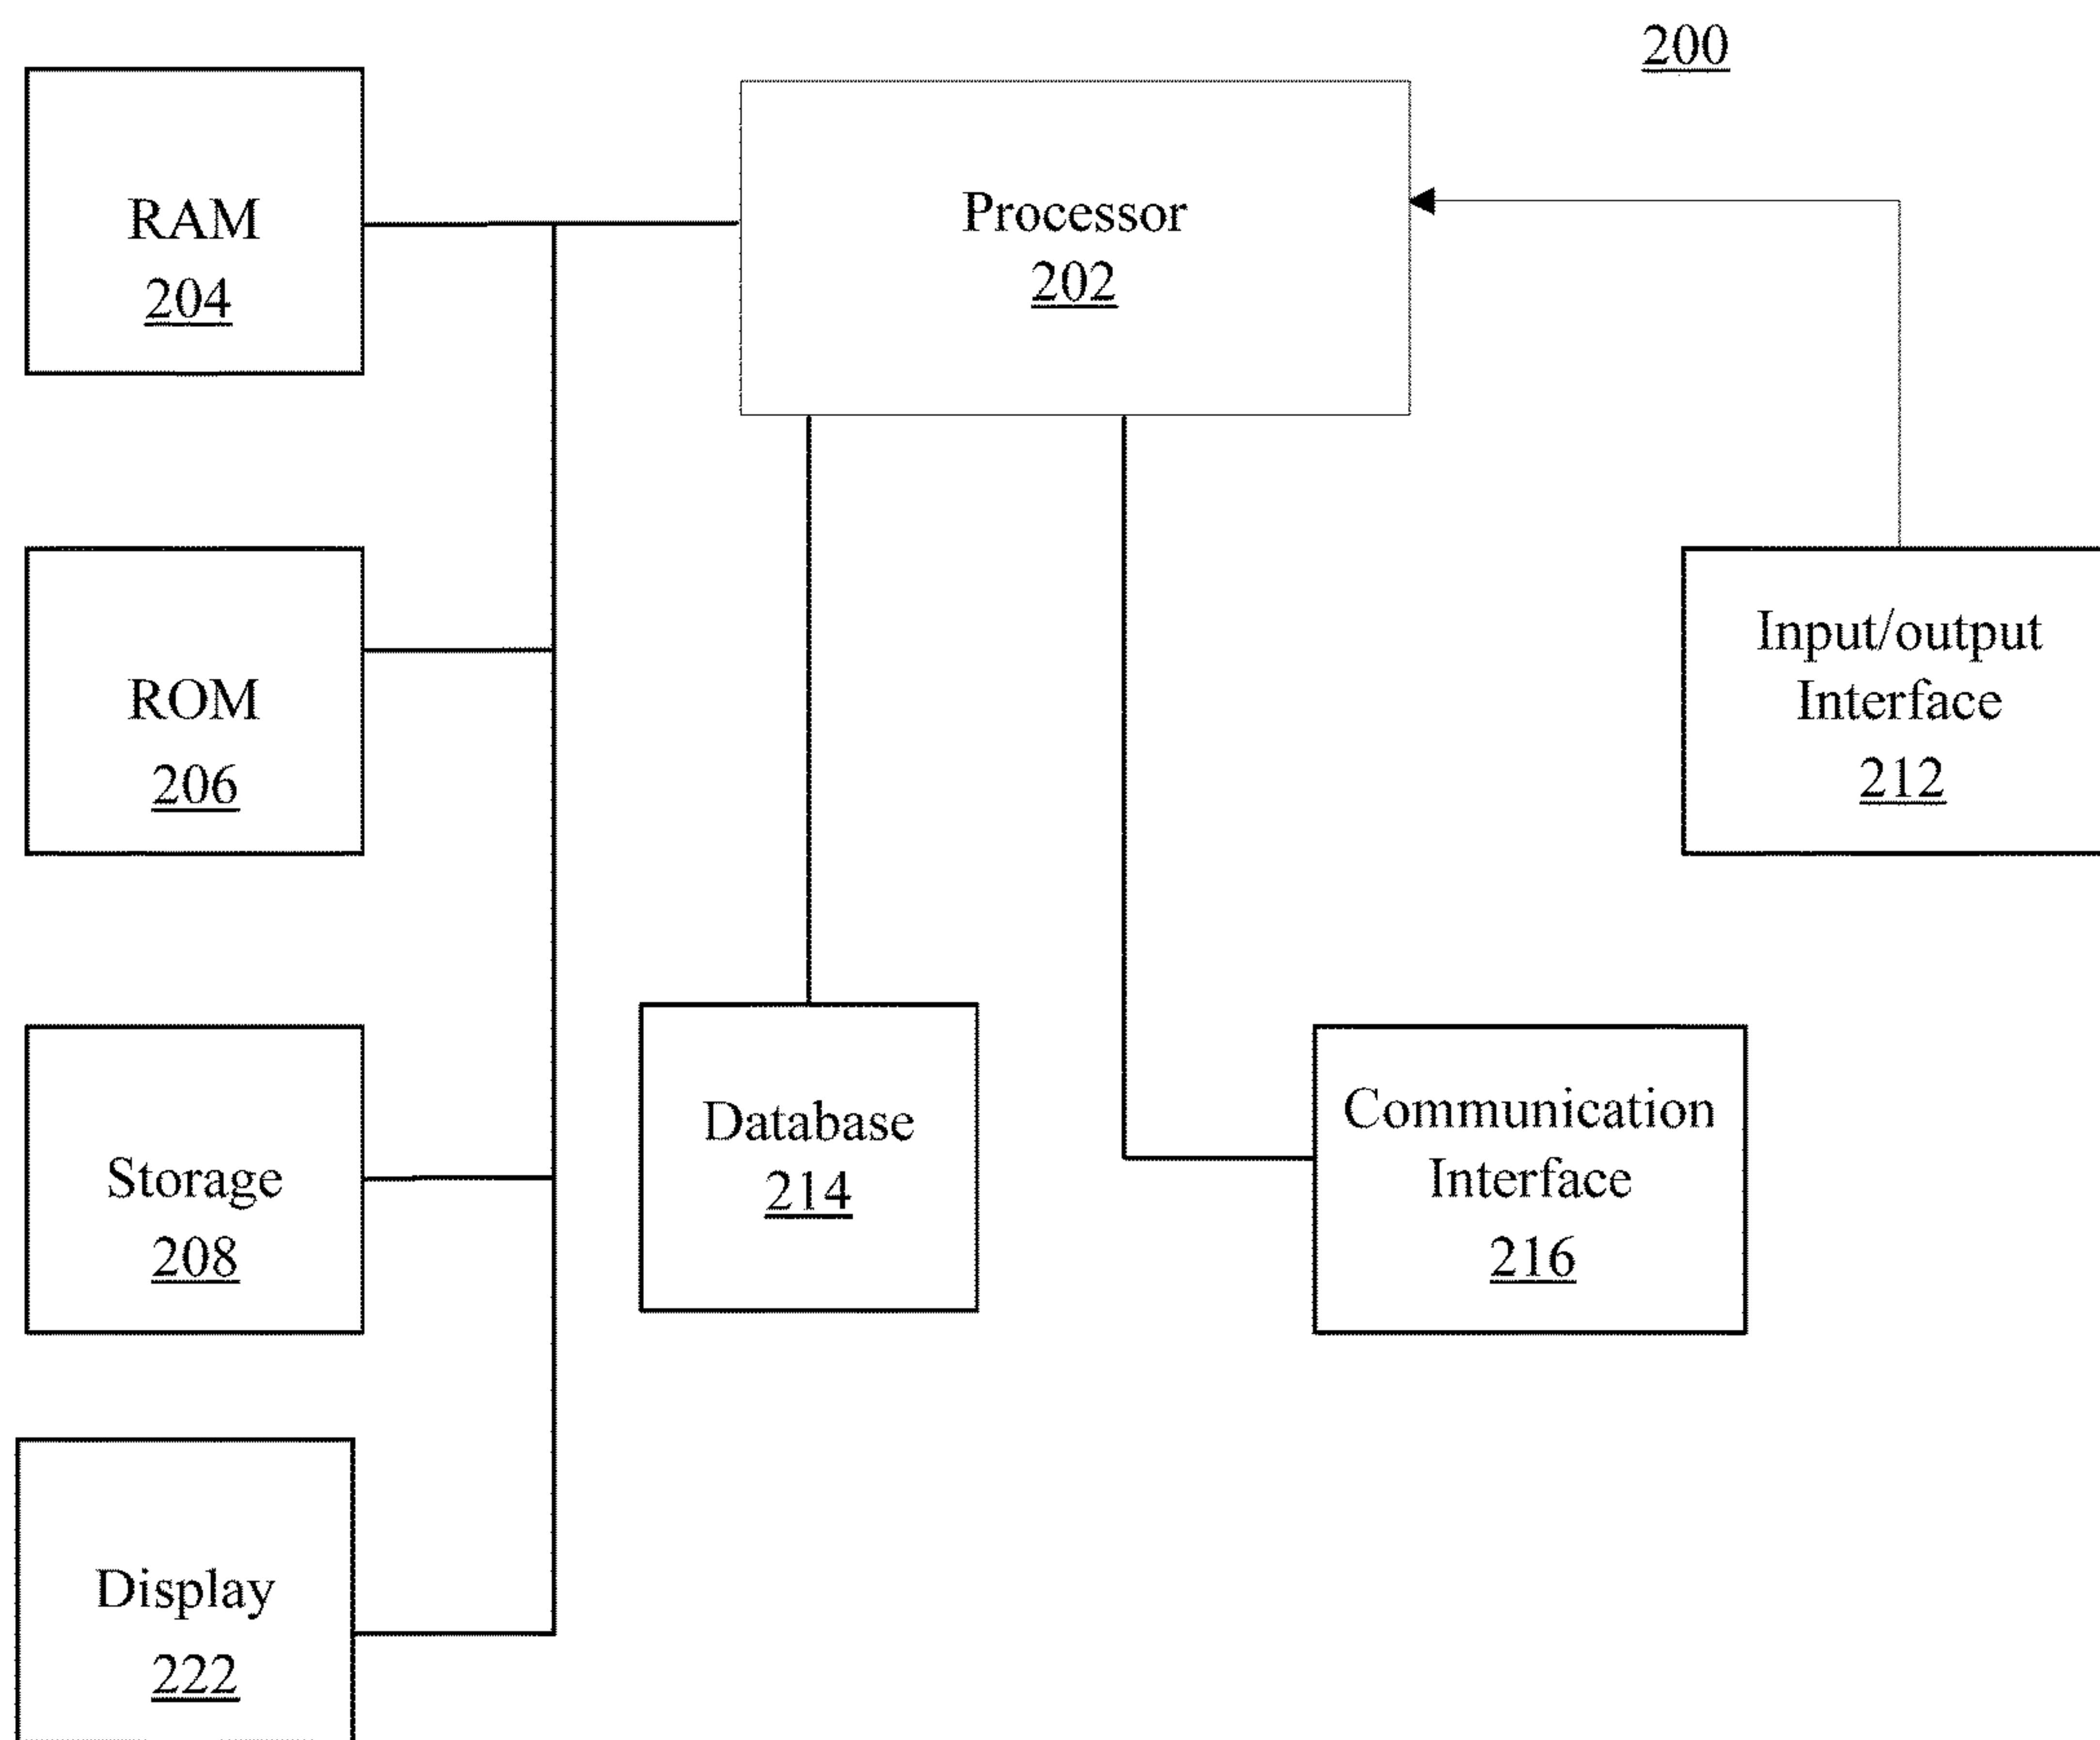 200
RAM
204
Processor
202
ROM
206
Input/output
Interface
212
Storage
208
Database
214
Communication
Interface
216
Display
222